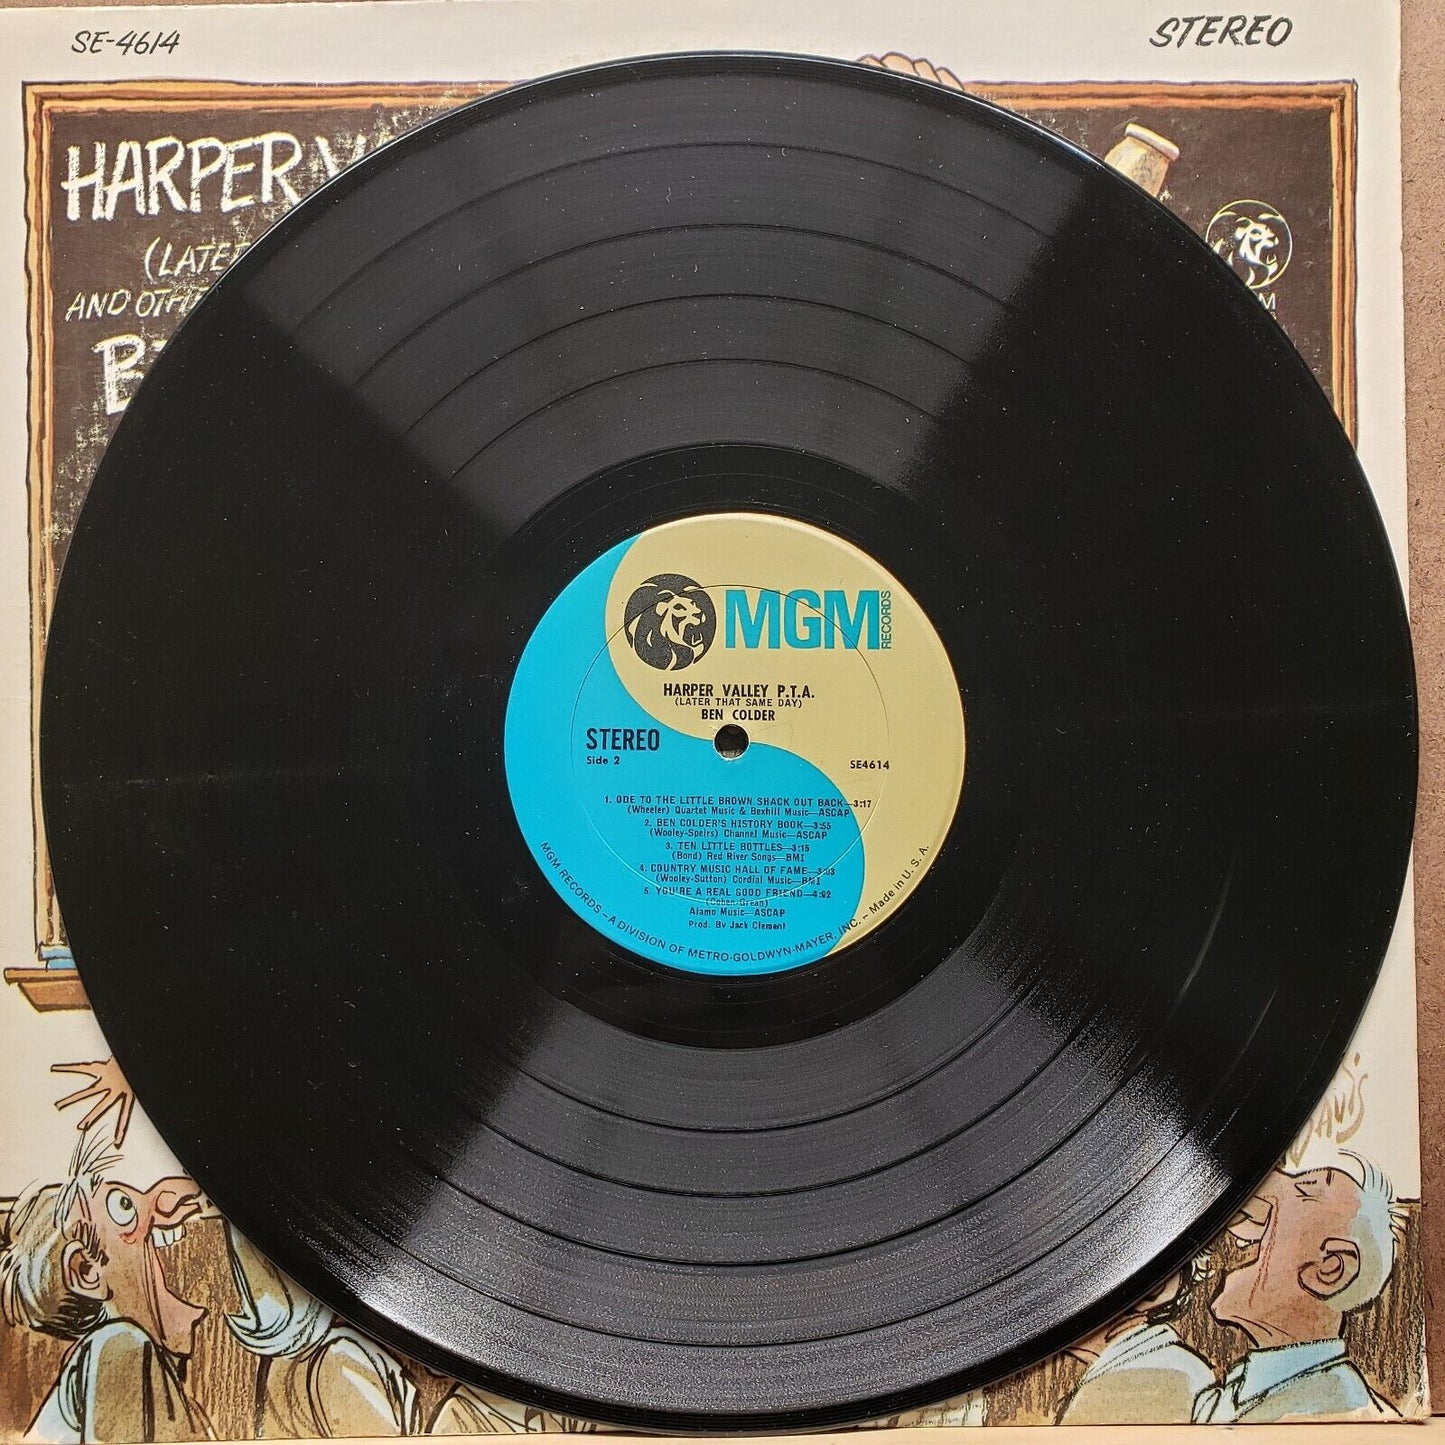 SE-4614
STEREO
HARPER
(LATE
AND OTHE
MGM
RECORDS
HARPER VALLEY P.T.A.
(LATER THAT SAME DAY)
BEN COLDER
STEREO
Side 2
SE4614
1. ODE TO THE LITTLE BROWN SHACK OUT BACK—3:17
(Wheeler) Quartet Music & Bexhill Music—ASCAP
2. BEN COLDER'S HISTORY BOOK—3:55
(Wooley-Speirs) Channel Music—ASCAP
3. TEN LITTLE BOTTLES—3:15
(Bond) Red River Songs—BMI
4. COUNTRY MUSIC HALL OF FAME—3:03
(Wooley-Sutton) Cordial Music—BMI
5. YOU'RE A REAL GOOD FRIEND—4:92
(Cohen Grean)
Alamo Music—ASCAP
Prod. By Jack Clement
MGM RECORDS – A DIVISION OF METRO-GOLDWYN-MAYER, INC. – Made in U.S.A.
DAVIS